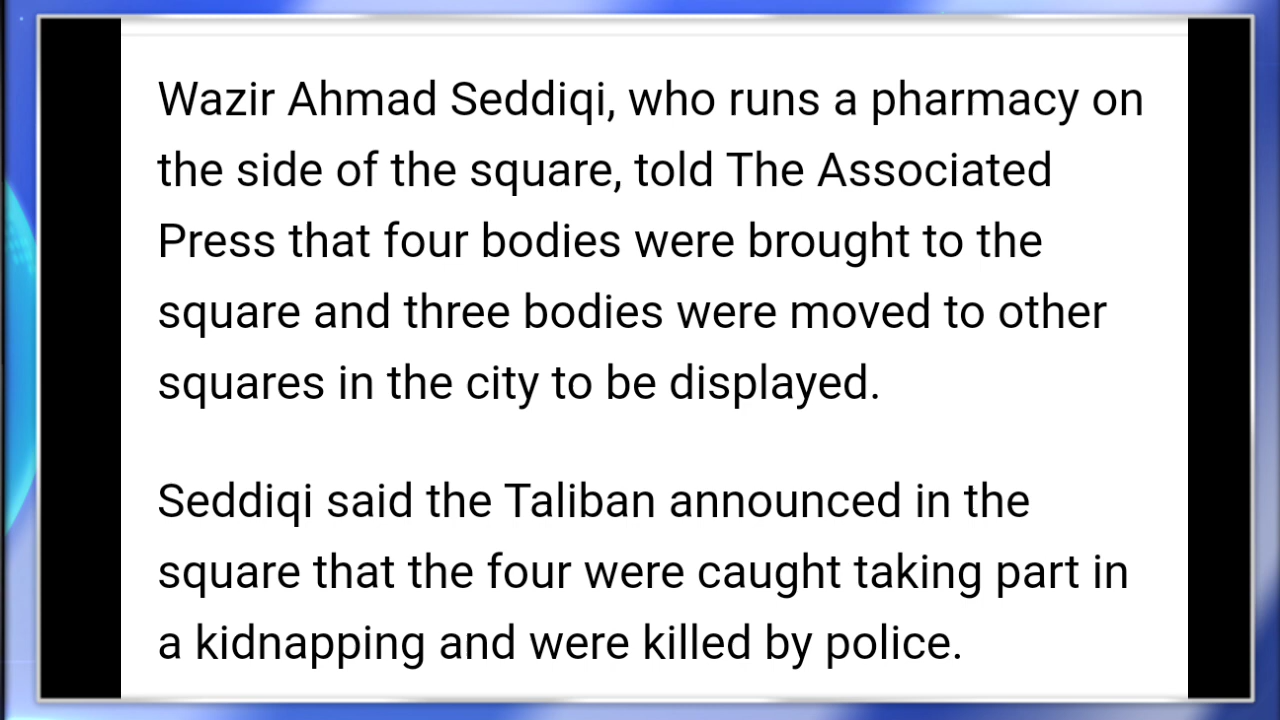 Wazir Ahmad Seddiqi, who runs a pharmacy on
the side of the square, told The Associated
Press that four bodies were brought to the
square and three bodies were moved to other
squares in the city to be displayed.
Seddiqi said the Taliban announced in the
square that the four were caught taking part in
a kidnapping and were killed by police.